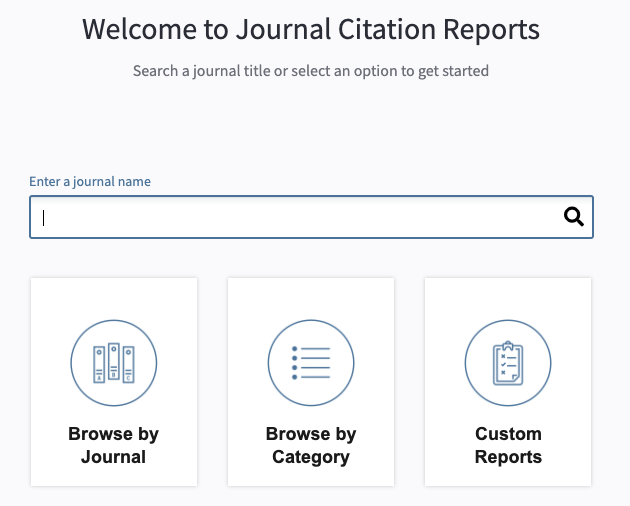 Welcome to Journal Citation Reports
Search a journal title or select an option to get started
Enter a journal name
Browse by
Journal
Browse by
Category
Custom
Reports